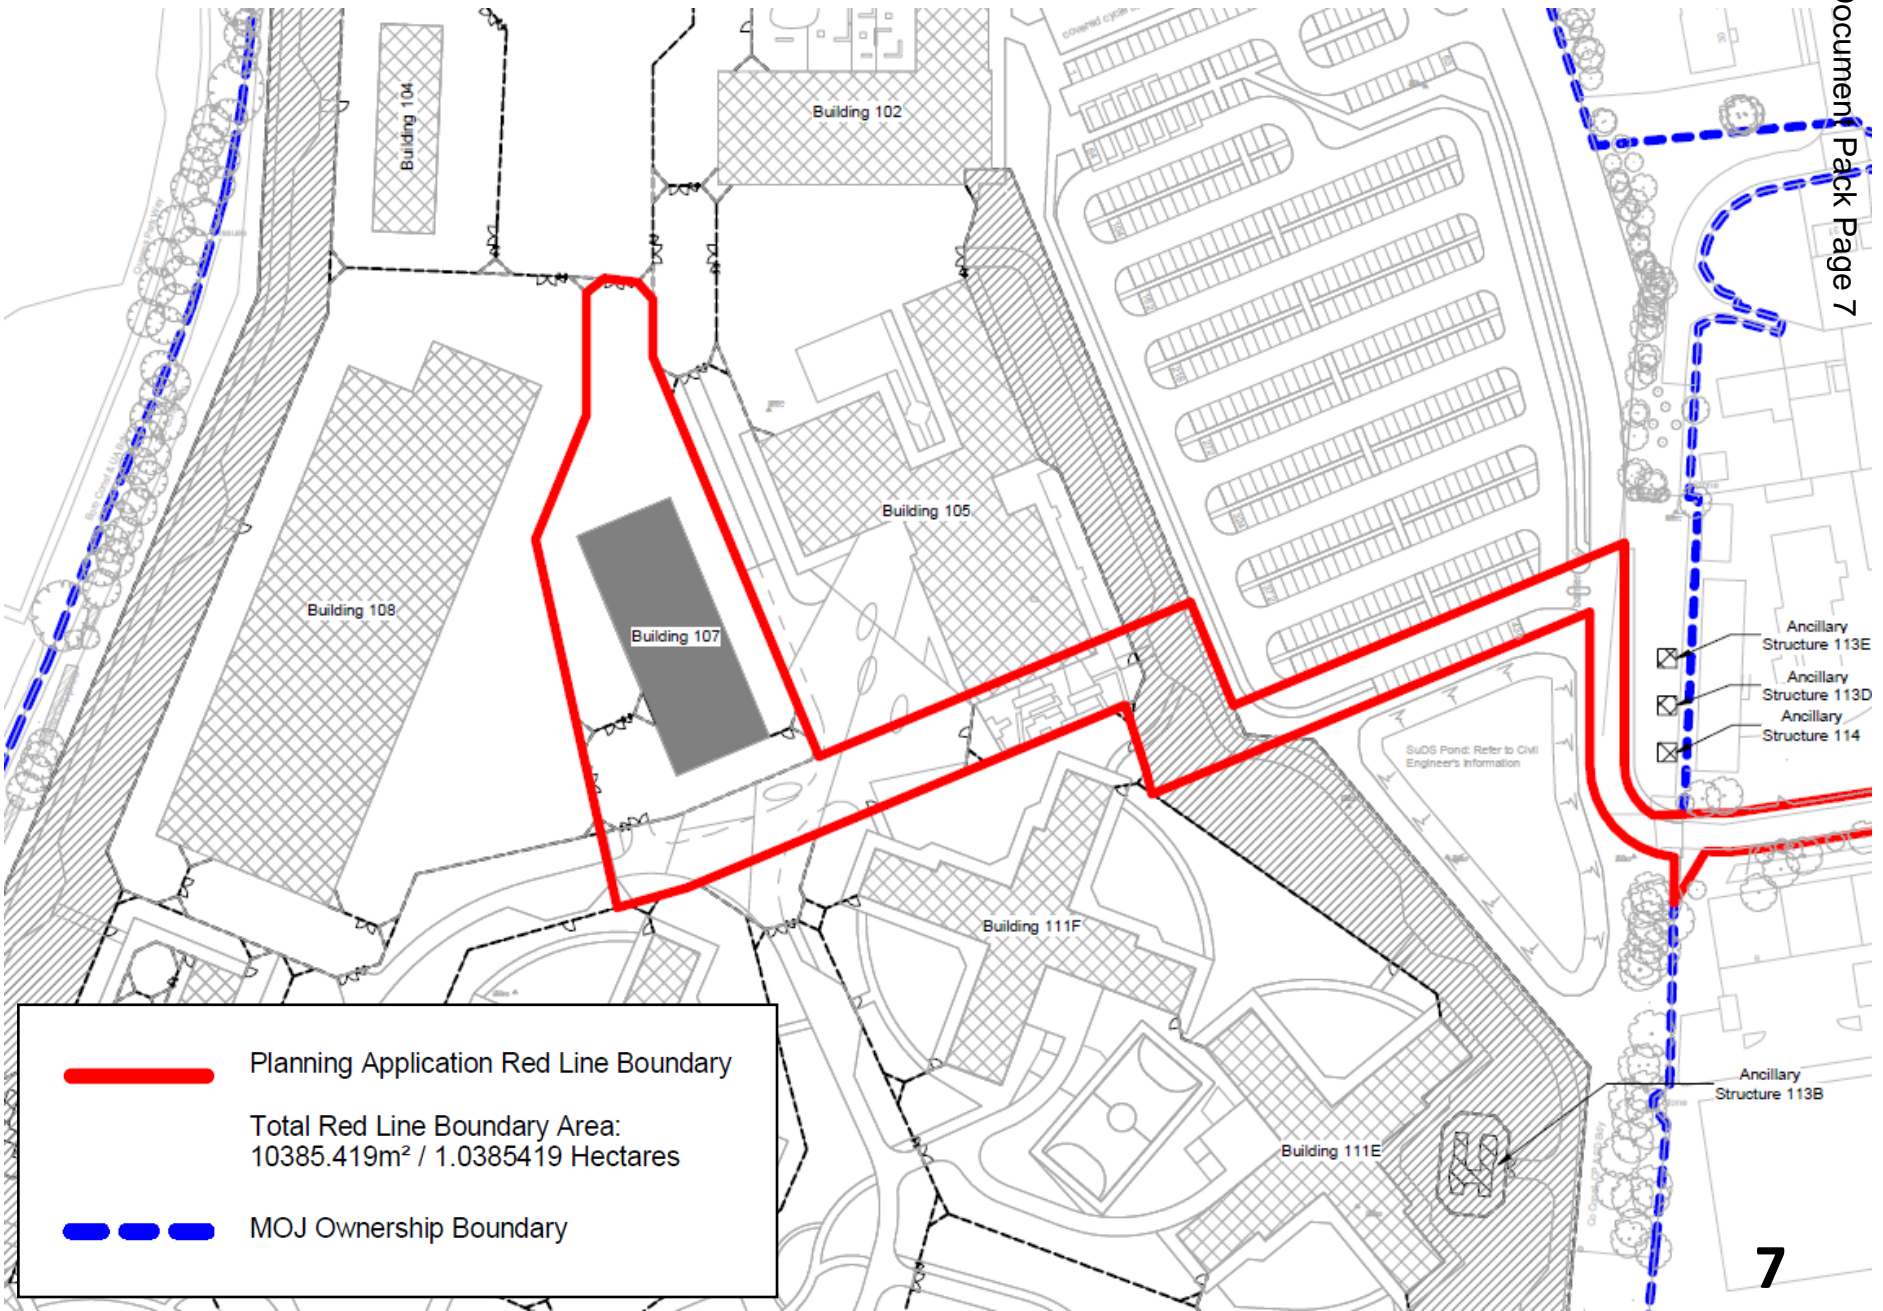 Document Pack Page 7
covered cycle
Building 104
Building 102
Building 105
Building 108
Building 107
Ancillary
Structure 113E
Ancillary
Structure 113D
Ancillary
Structure 114
SuDS Pond: Refer to Civil
Engineer's Information
Building 111F
Building 111E
Ancillary
Structure 113B
Planning Application Red Line Boundary
Total Red Line Boundary Area:
10385.419m² / 1.0385419 Hectares
MOJ Ownership Boundary
7